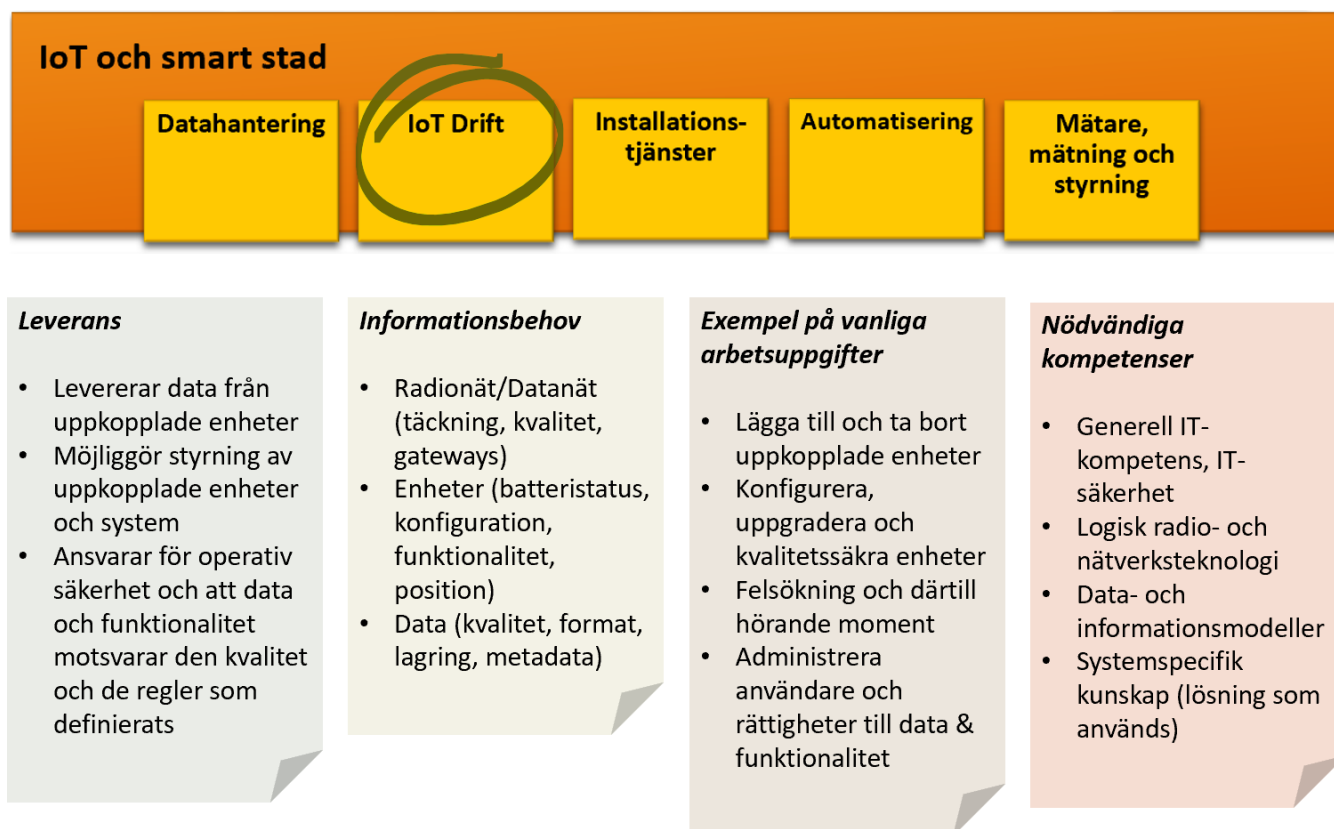 IoT och smart stad
Datahantering
IoT Drift
Installations-
tjänster
Automatisering
Mätare,
mätning och
styrning
Leverans
• Levererar data från
uppkopplade enheter
• Möjliggör styrning av
uppkopplade enheter
och system
• Ansvarar för operativ
säkerhet och att data
och funktionalitet
motsvarar den kvalitet
och de regler som
definierats
Informationsbehov
• Radionät/Datanät
(täckning, kvalitet,
gateways)
• Enheter (batteristatus,
konfiguration,
funktionalitet,
position)
• Data (kvalitet, format,
lagring, metadata)
Exempel på vanliga
arbetsuppgifter
• Lägga till och ta bort
uppkopplade enheter
• Konfigurera,
uppgradera och
kvalitetssäkra enheter
• Felsökning och därtill
hörande moment
• Administrera
användare och
rättigheter till data &
funktionalitet
Nödvändiga
kompetenser
• Generell IT-
kompetens, IT-
säkerhet
• Logisk radio- och
nätverksteknologi
• Data- och
informationsmodeller
• Systemspecifik
kunskap (lösning som
används)